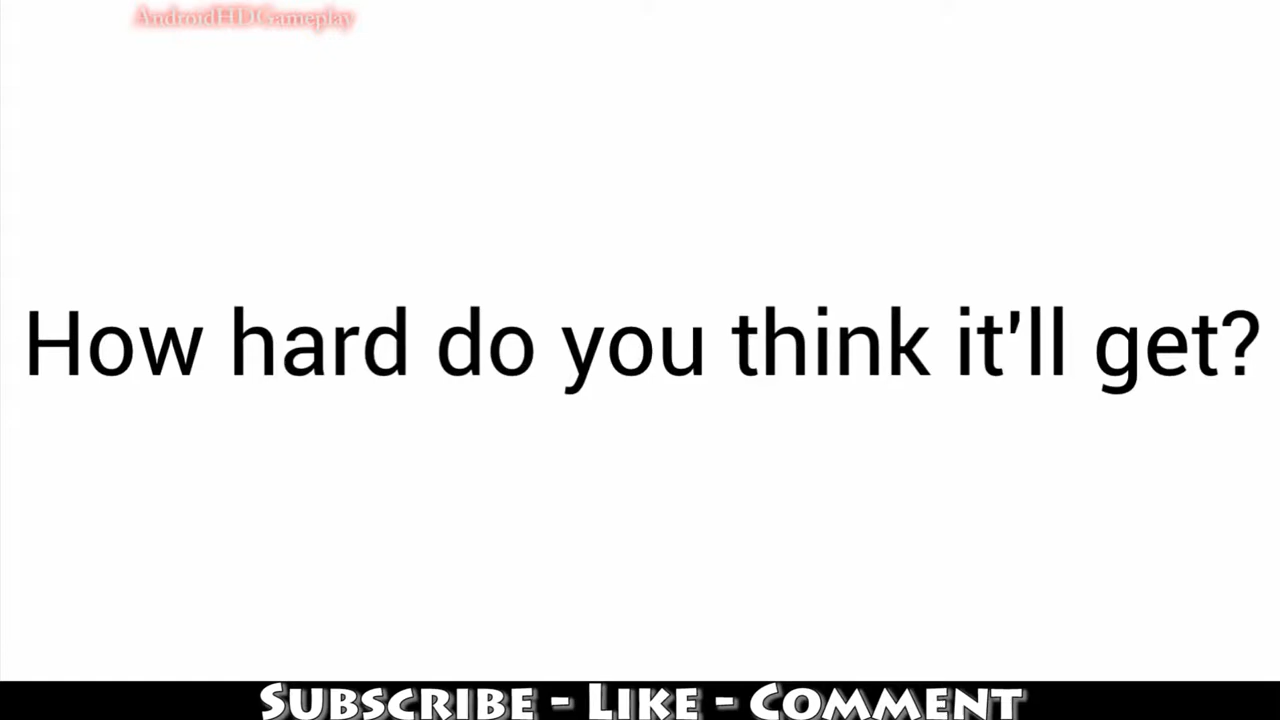 AndroidHDGameplay
How hard do you think it'll get?
SUBSCRIBE - LIKE - COMMENT